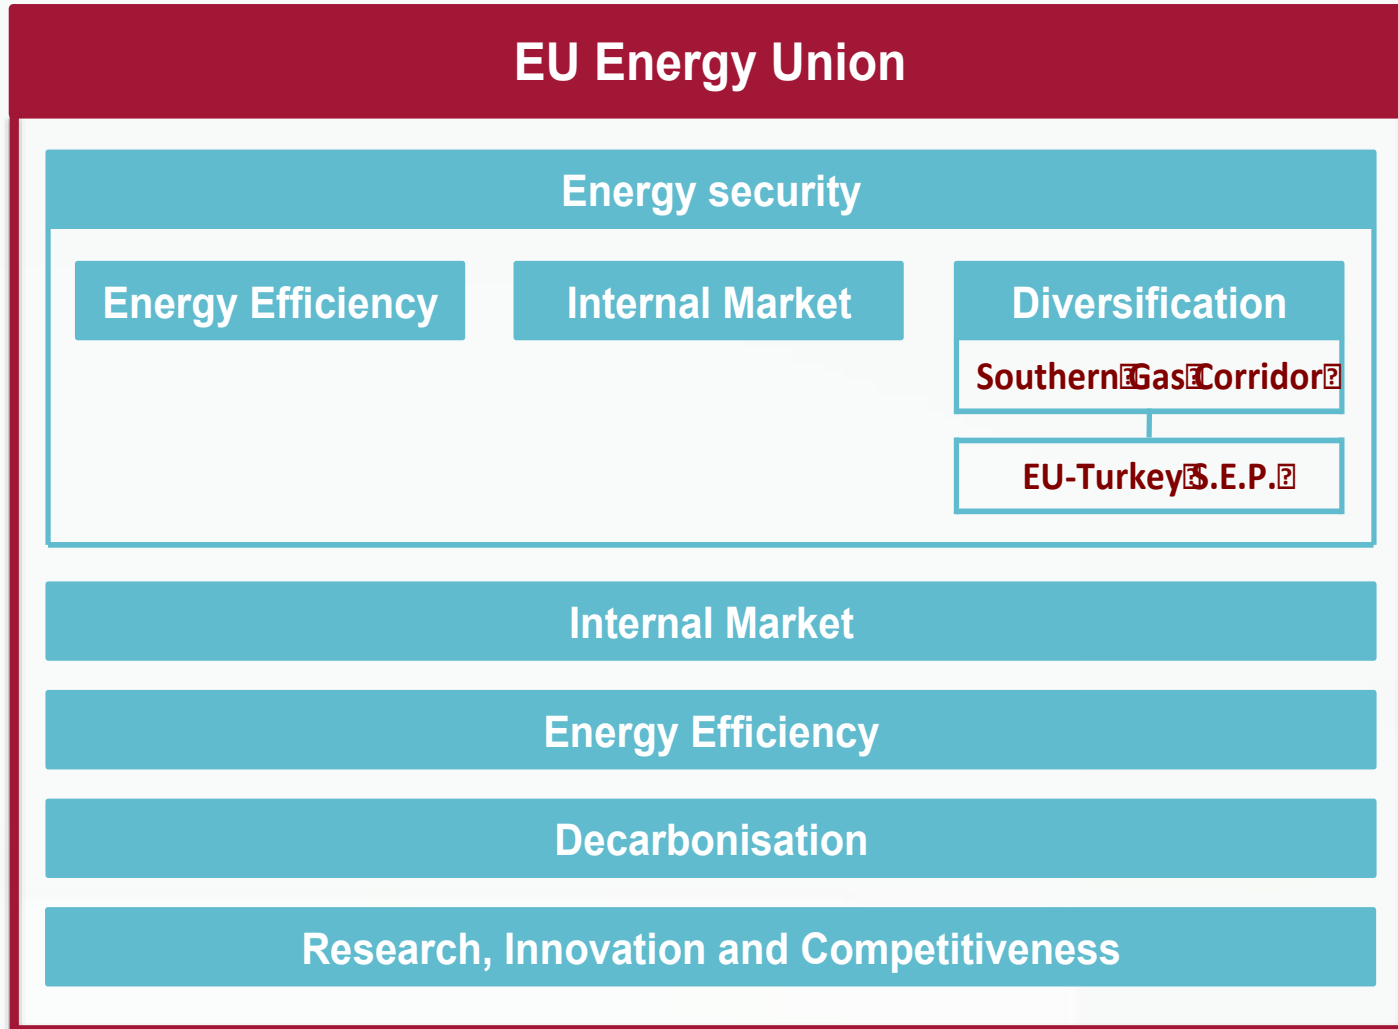 EU Energy Union
Energy security
Energy Efficiency
Internal Market
Diversification
Southern Gas Corridor
EU-Turkey S.E.P.
Internal Market
Energy Efficiency
Decarbonisation
Research, Innovation and Competitiveness